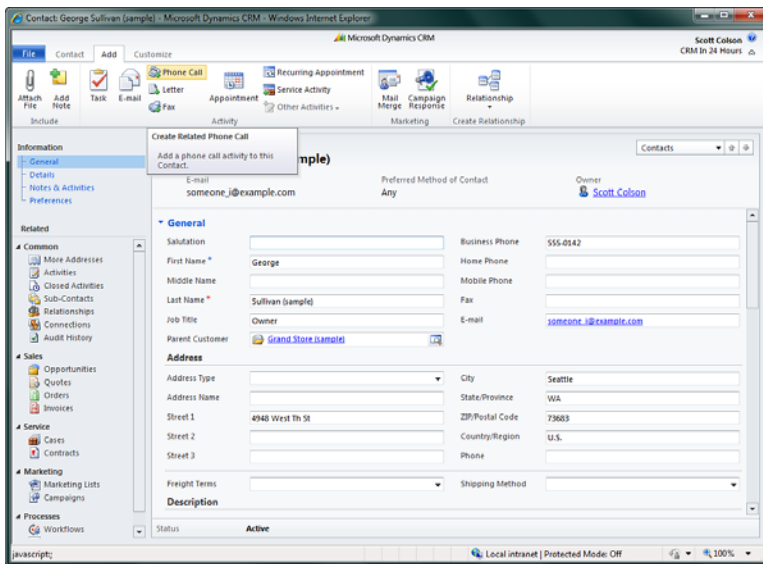 Contact: George Sullivan (sample) - Microsoft Dynamics CRM - Windows Internet Explorer
Microsoft Dynamics CRM
Scott Colson
CRM In 24 Hours
File Contact Add Customize
Attach File
Add Note
Task
E-mail
Phone Call
Letter
Fax
Appointment
Recurring Appointment
Service Activity
Other Activities
Mail Merge
Campaign Response
Relationship
Include Activity Marketing Create Relationship
Create Related Phone Call
Add a phone call activity to this
Contact.
Information
General
Details
Notes & Activities
Preferences
mple)
Contacts
E-mail Preferred Method of Contact Owner
someone_i@example.com Any Scott Colson
Related
Common
More Addresses
Activities
Closed Activities
Sub-Contacts
Relationships
Connections
Audit History
Sales
Opportunities
Quotes
Orders
Invoices
Service
Cases
Contracts
Marketing
Marketing Lists
Campaigns
Processes
Workflows
General
Salutation Business Phone 555-0142
First Name * George Home Phone
Middle Name Mobile Phone
Last Name * Sullivan (sample) Fax
Job Title Owner E-mail someone_i@example.com
Parent Customer Grand Store (sample)
Address
Address Type City Seattle
Address Name State/Province WA
Street 1 4948 West Th St ZIP/Postal Code 73683
Street 2 Country/Region U.S.
Street 3 Phone
Freight Terms Shipping Method
Description
Status Active
javascript:; Local intranet | Protected Mode: Off 100%